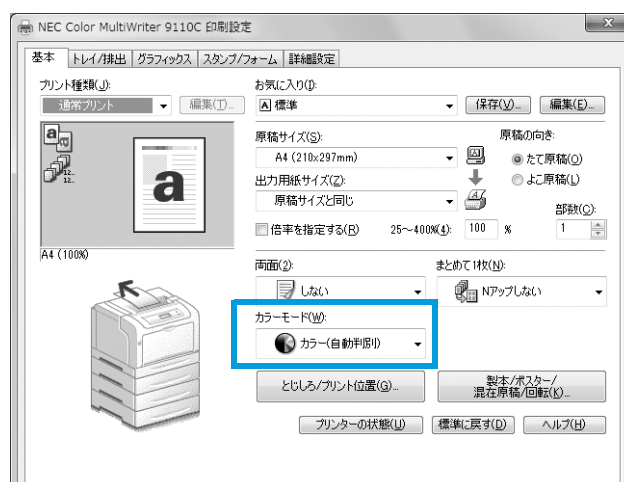 NEC Color MultiWriter 9110C 印刷設定
基本 トレイ/排出 グラフィックス スタンプ/フォーム 詳細設定
プリント種類(J):
通常プリント 編集(T)...
お気に入り(I):
標準 保存(V)... 編集(E)...
原稿サイズ(S):
A4 (210x297mm)
原稿の向き:
たて原稿(O)
よこ原稿(L)
出力用紙サイズ(Z):
原稿サイズと同じ
部数(C):
倍率を指定する(R) 25～400%(4): 100 % 1
A4 (100%)
両面(2):
しない
まとめて1枚(N):
Nアップしない
カラーモード(W):
カラー(自動判別)
とじしろ/プリント位置(G)...
製本/ポスター/
混在原稿/回転(K)...
プリンターの状態(U) 標準に戻す(D) ヘルプ(H)